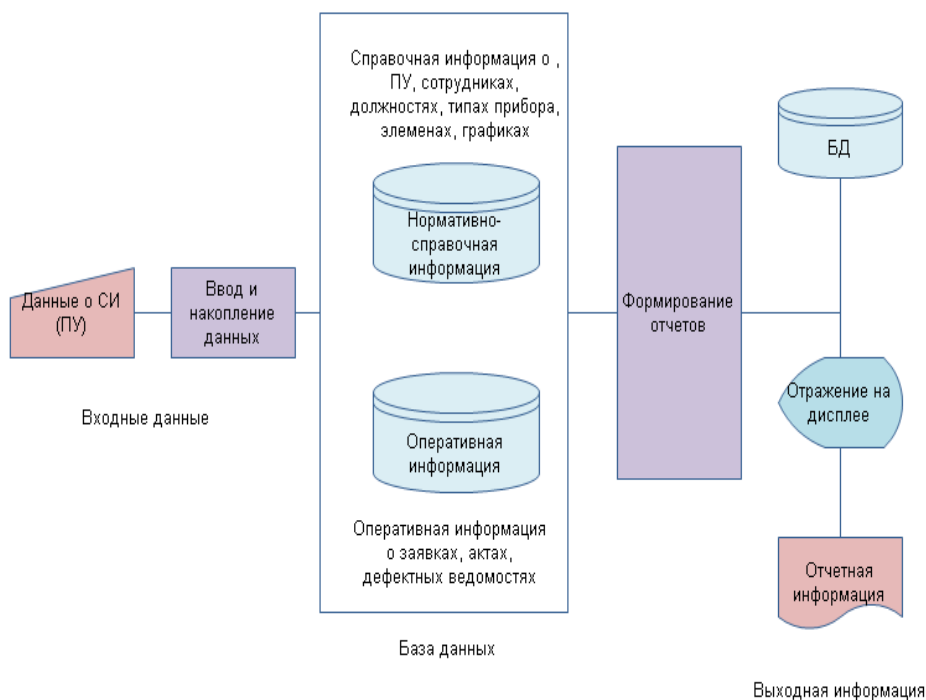 Данные о СИ
(ПУ)
Входные данные
Ввод и
накопление
данных
Справочная информация о ,
ПУ, сотрудниках,
должностях, типах прибора,
элеменах, графиках
Нормативно-
справочная
информация
Оперативная
информация
Оперативная информация
о заявках, актах,
дефектных ведомостях
База данных
Формирование
отчетов
БД
Отражение на
дисплее
Отчетная
информация
Выходная информация